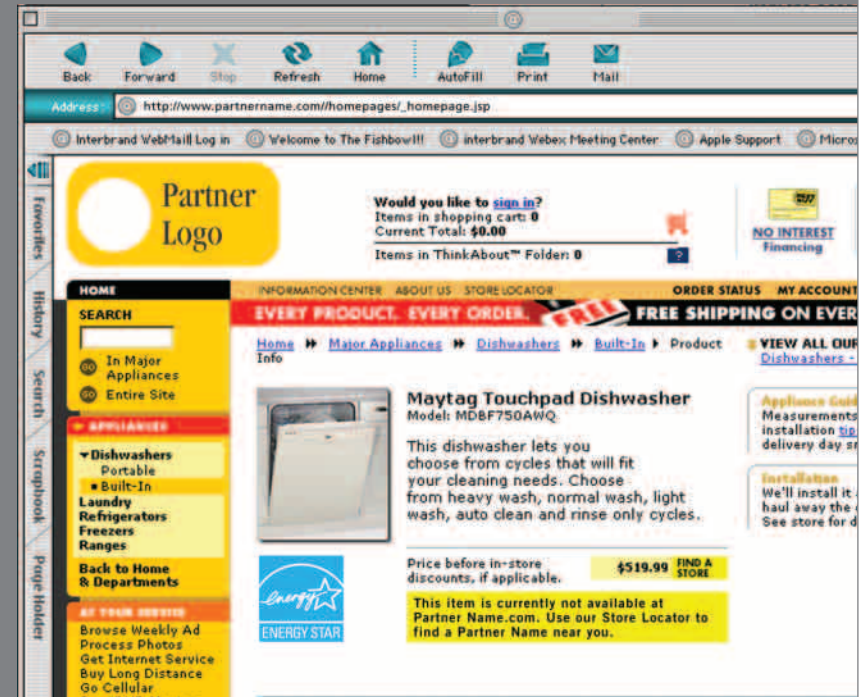 Back Forward Stop Refresh Home AutoFill Print Mail
Address: http://www.partnername.com//homepages/_homepage.jsp
Interbrand WebMail| Log in Welcome to The Fishbowl!! interbrand Webex Meeting Center Apple Support
Favorites
History
Search
Scrapbook
Page Holder
Partner
Logo
Would you like to sign in?
Items in shopping cart: 0
Current Total: $0.00
Items in ThinkAbout™ Folder: 0
?
NO INTEREST
Financing
HOME
INFORMATION CENTER ABOUT US STORE LOCATOR ORDER STATUS MY ACCOUNT
EVERY PRODUCT. EVERY ORDER. FREE FREE SHIPPING ON EVER
SEARCH
GO In Major
Appliances
GO Entire Site
APPLIANCES
Dishwashers
Portable
Built-In
Laundry
Refrigerators
Freezers
Ranges
Back to Home
& Departments
AT YOUR SERVICE
Browse Weekly Ad
Process Photos
Get Internet Service
Buy Long Distance
Go Cellular
Home Major Appliances Dishwashers Built-In Product
Info
VIEW ALL OUR
Dishwashers -
Maytag Touchpad Dishwasher
Model: MDBF750AWQ
This dishwasher lets you
choose from cycles that will fit
your cleaning needs. Choose
from heavy wash, normal wash, light
wash, auto clean and rinse only cycles.
Appliance Guid
Measurements
installation tip
delivery day
Installation
We'll install it
haul away the
See store for d
energy
ENERGY STAR
Price before in-store
discounts, if applicable.
$519.99 FIND A
STORE
This item is currently not available at
Partner Name.com. Use our Store Locator to
find a Partner Name near you.